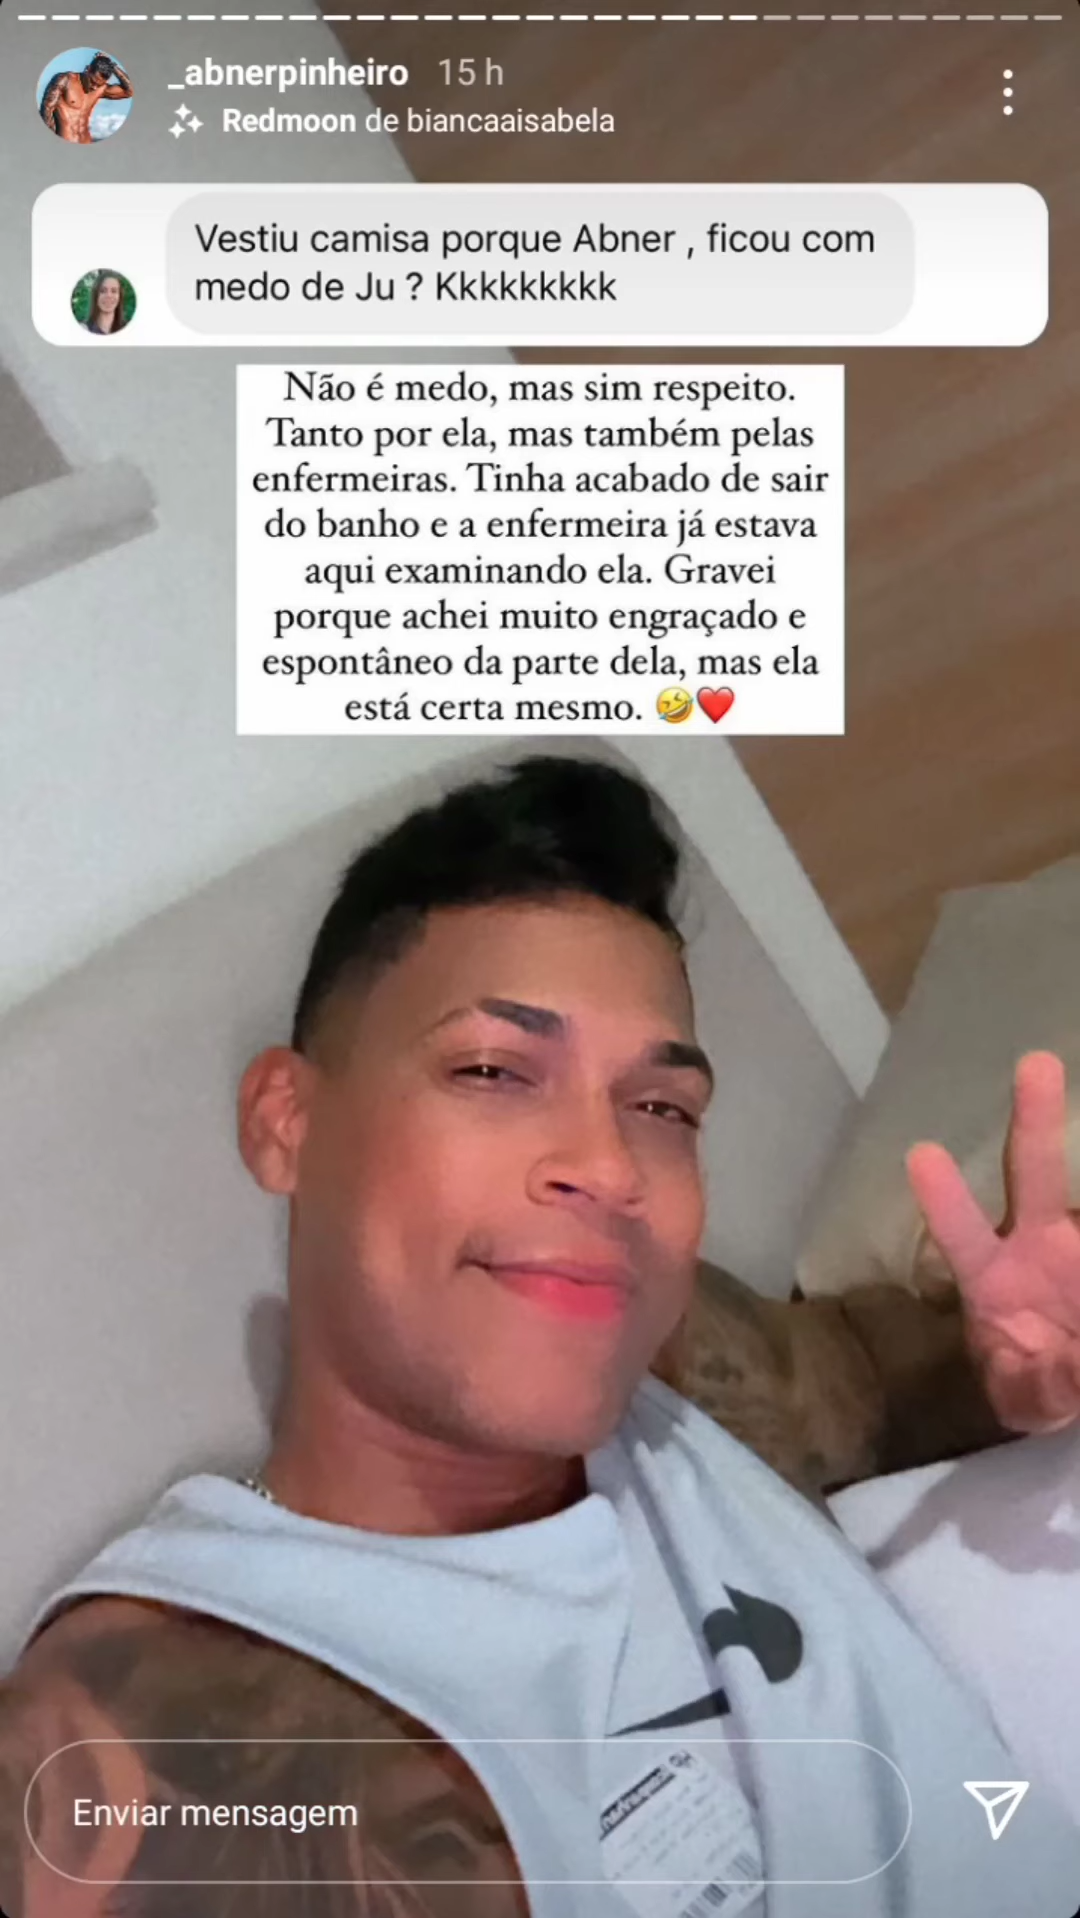 _abnerpinheiro 15 h
Redmoon de biancaaisabela
Vestiu camisa porque Abner , ficou com
medo de Ju ? Kkkkkkkkk
Não é medo, mas sim respeito.
Tanto por ela, mas também pelas
enfermeiras. Tinha acabado de sair
do banho e a enfermeira já estava
aqui examinando ela. Gravei
porque achei muito engraçado e
espontâneo da parte dela, mas ela
está certa mesmo. 🤣❤️
Enviar mensagem